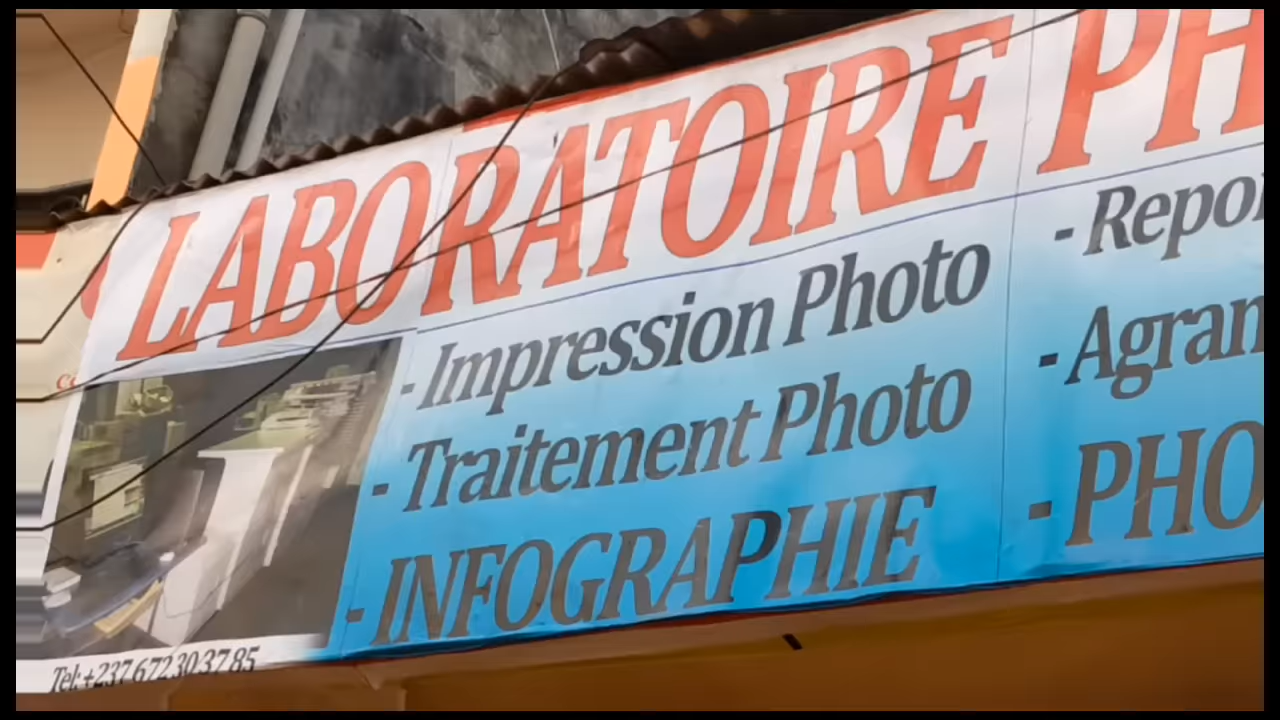 LABORATOIRE PH
- Impression Photo
- Traitement Photo
- INFOGRAPHIE
- Repor
- Agran
- PHO
Tel:+237 672 30 37 85